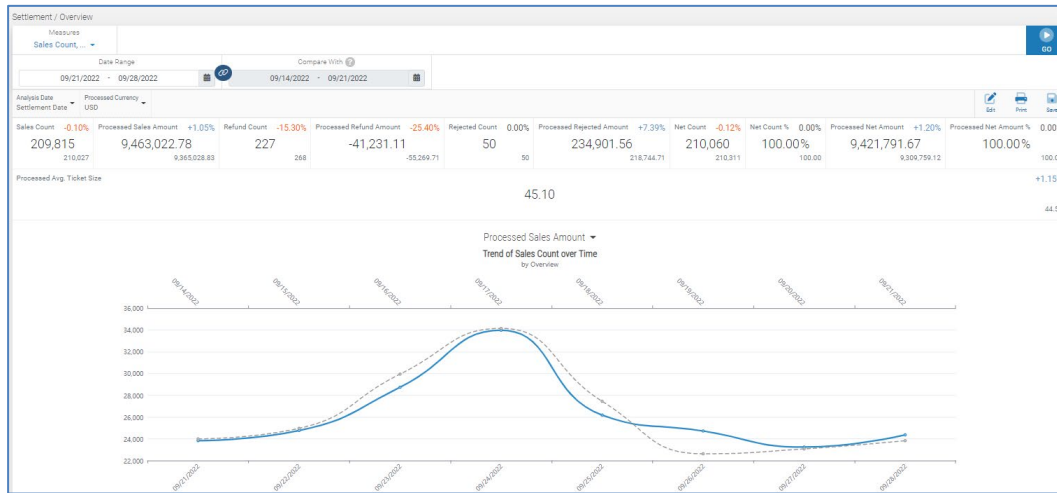 Settlement / Overview
Measures
Sales Count, ...
GO
Date Range
Compare With ?
09/21/2022 - 09/28/2022
09/14/2022 - 09/21/2022
Analysis Date
Settlement Date
Processed Currency
USD
Edit
Print
Save
Sales Count -0.10%
209,815
210,027
Processed Sales Amount +1.05%
9,463,022.78
9,365,028.83
Refund Count -15.30%
227
268
Processed Refund Amount -25.40%
-41,231.11
-55,269.71
Rejected Count 0.00%
50
50
Processed Rejected Amount +7.39%
234,901.56
218,744.71
Net Count -0.12%
210,060
210,311
Net Count % 0.00%
100.00%
100.00
Processed Net Amount +1.20%
9,421,791.67
9,309,759.12
Processed Net Amount % 0.00
100.00%
100.0
Processed Avg. Ticket Size +1.15
45.10
44.5
Processed Sales Amount
Trend of Sales Count over Time
by Overview
09/14/2022 09/15/2022 09/16/2022 09/17/2022 09/18/2022 09/19/2022 09/20/2022 09/21/2022
36,000
34,000
32,000
30,000
28,000
26,000
24,000
22,000
09/21/2022 09/22/2022 09/23/2022 09/24/2022 09/25/2022 09/26/2022 09/27/2022 09/28/2022